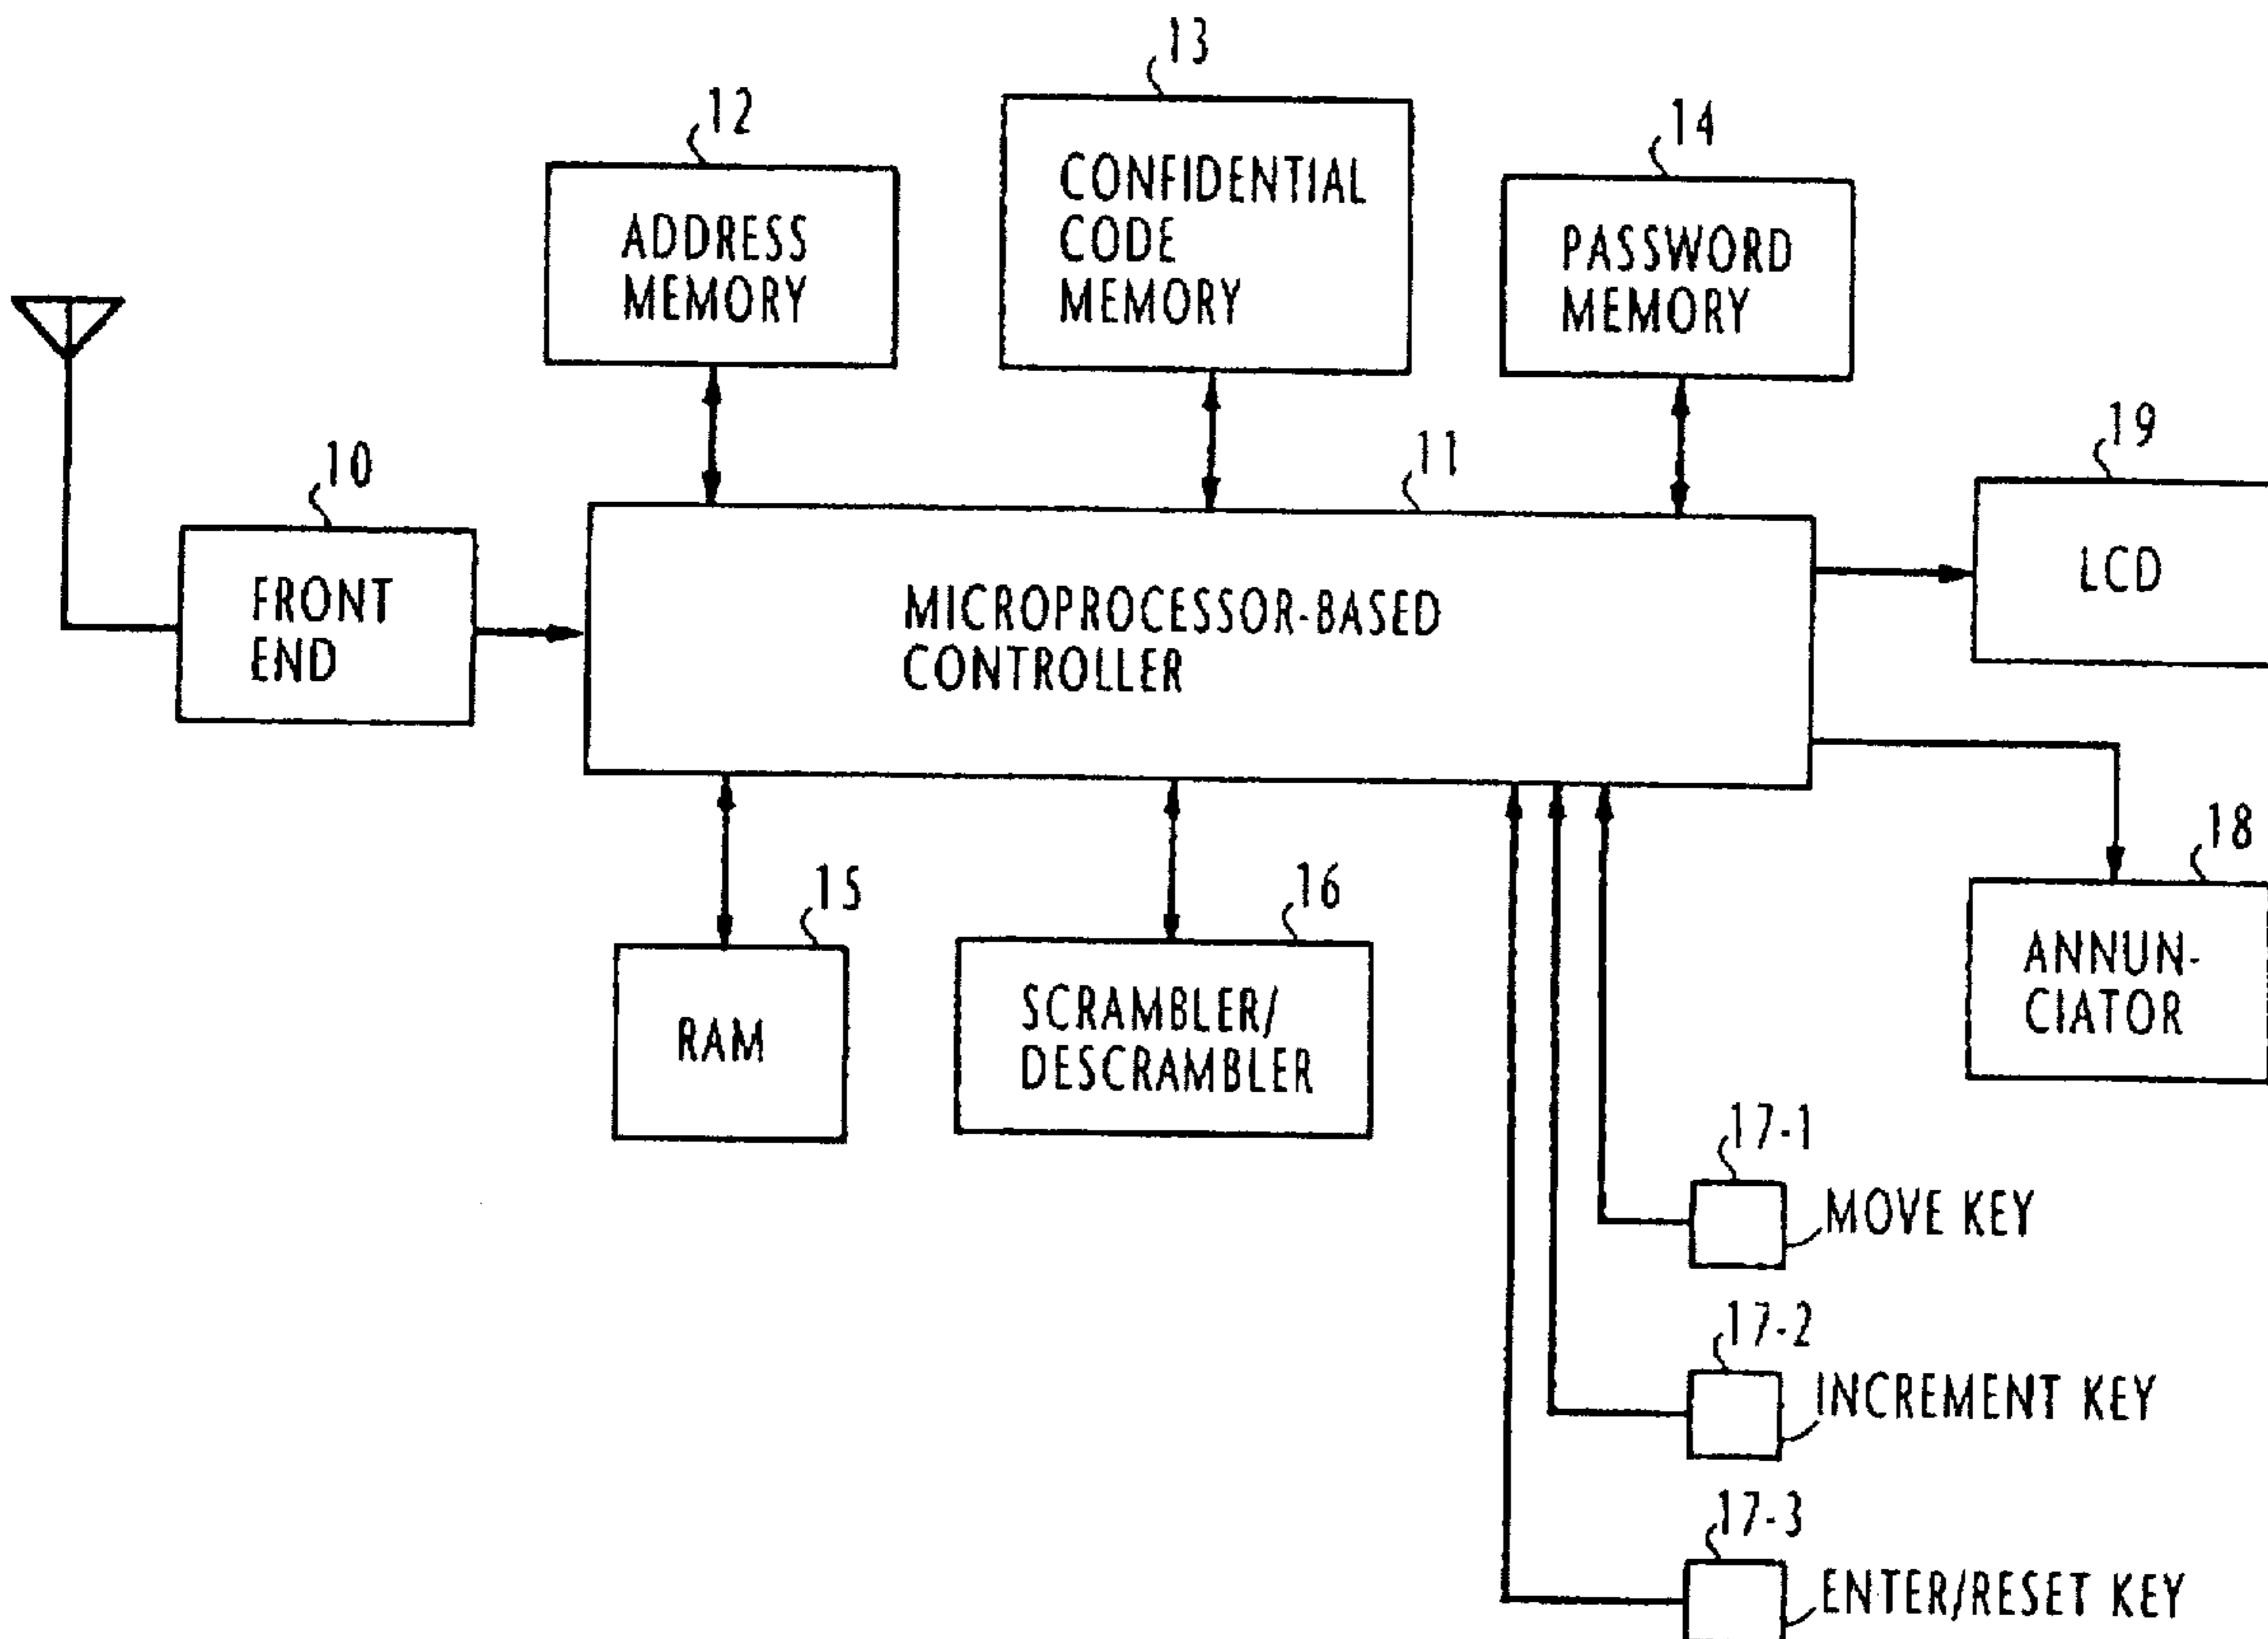 13
12
14
CONFIDENTIAL
CODE
MEMORY
ADDRESS
MEMORY
PASSWORD
MEMORY
19
11
10
LCD
FRONT
END
MICROPROCESSOR-BASED
CONTROLLER
18
15
16
ANNUN-
CIATOR
RAM
SCRAMBLER/
DESCRAMBLER
17-1
MOVE KEY
17-2
INCREMENT KEY
17-3
ENTER/RESET KEY